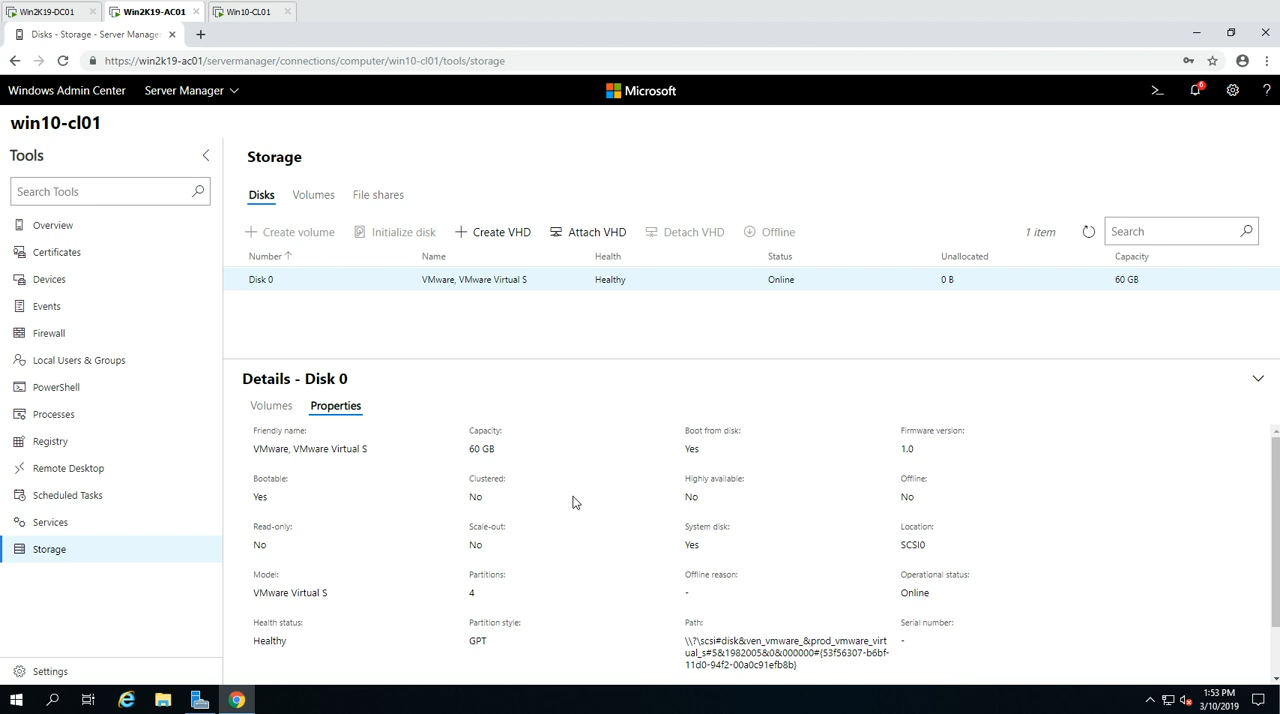 Win2K19-DC01
Win2K19-AC01
Win10-CL01
Disks - Storage - Server Manage
https://win2k19-ac01/servermanager/connections/computer/win10-cl01/tools/storage
Windows Admin Center Server Manager Microsoft 6 ?
win10-cl01
Tools
Search Tools
Overview
Certificates
Devices
Events
Firewall
Local Users & Groups
PowerShell
Processes
Registry
Remote Desktop
Scheduled Tasks
Services
Storage
Settings
Storage
Disks Volumes File shares
Create volume Initialize disk Create VHD Attach VHD Detach VHD Offline 1 item Search
Number Name Health Status Unallocated Capacity
Disk 0 VMware, VMware Virtual S Healthy Online 0 B 60 GB
Details - Disk 0
Volumes Properties
Friendly name: Capacity: Boot from disk: Firmware version:
VMware, VMware Virtual S 60 GB Yes 1.0
Bootable: Clustered: Highly available: Offline:
Yes No No No
Read-only: Scale-out: System disk: Location:
No No Yes SCSI0
Model: Partitions: Offline reason: Operational status:
VMware Virtual S 4 - Online
Health status: Partition style: Path: Serial number:
Healthy GPT \\?\scsi#disk&ven_vmware_&prod_vmware_virt -
ual_s#5&1982005&0&000000#{53f56307-b6bf-
11d0-94f2-00a0c91efb8b}
1:53 PM
3/10/2019